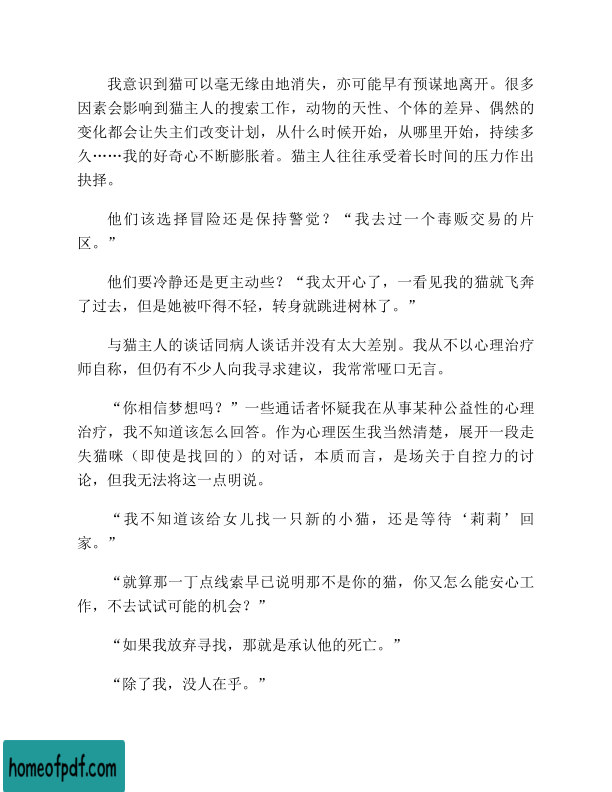 我意识到猫可以毫无缘由地消失，亦可能早有预谋地离开。很多
因素会影响到猫主人的搜索工作，动物的天性、个体的差异、偶然的
变化都会让失主们改变计划，从什么时候开始，从哪里开始，持续多
久……我的好奇心不断膨胀着。猫主人往往承受着长时间的压力作出
抉择。
他们该选择冒险还是保持警觉？“我去过一个毒贩交易的片
区。”
他们要冷静还是更主动些？“我太开心了，一看见我的猫就飞奔
了过去，但是她被吓得不轻，转身就跳进树林了。”
与猫主人的谈话同病人谈话并没有太大差别。我从不以心理治疗
师自称，但仍有不少人向我寻求建议，我常常哑口无言。
“你相信梦想吗？”一些通话者怀疑我在从事某种公益性的心理
治疗，我不知道该怎么回答。作为心理医生我当然清楚，展开一段走
失猫咪（即使是找回的）的对话，本质而言，是场关于自控力的讨
论，但我无法将这一点明说。
“我不知道该给女儿找一只新的小猫，还是等待‘莉莉’回
家。”
“就算那一丁点线索早已说明那不是你的猫，你又怎么能安心工
作，不去试试可能的机会？”
“如果我放弃寻找，那就是承认他的死亡。”
“除了我，没人在乎。”
homeofpdf.com